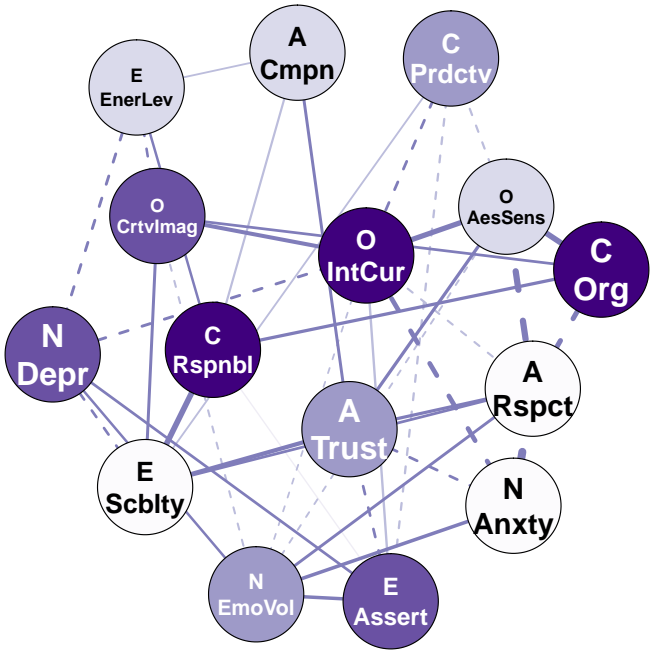 A
Cmpn
C
Prdctv
E
EnerLev
O
CrtvImag
O
AesSens
O
IntCur
C
Org
N
Depr
C
Rspnbl
A
Rspct
A
Trust
E
Scblty
N
Anxty
N
EmoVol
E
Assert